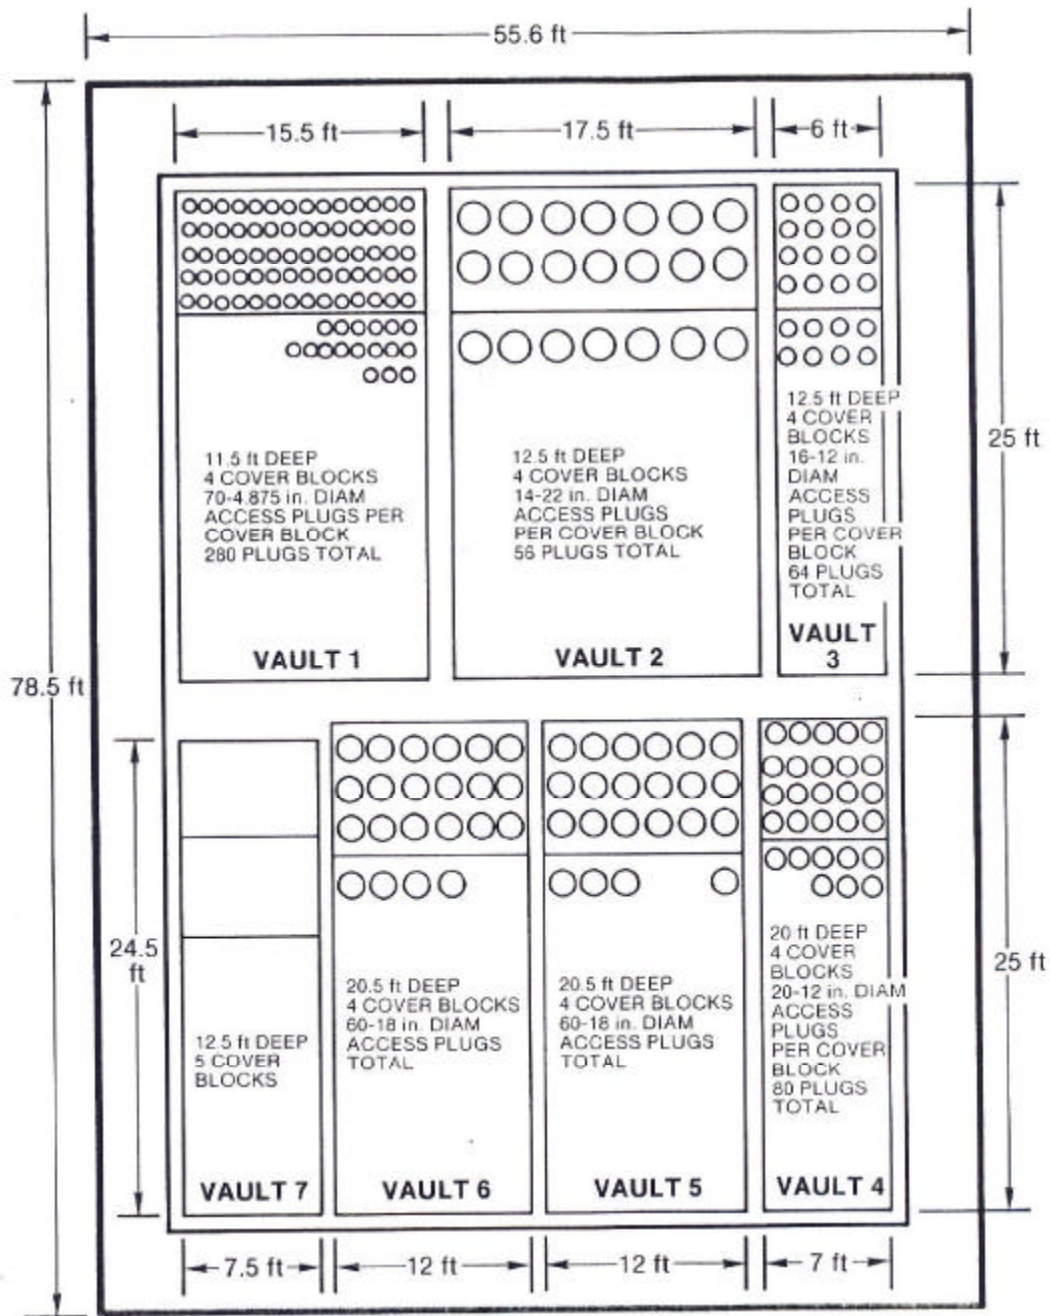 55.6 ft
15.5 ft
17.5 ft
6 ft
11.5 ft DEEP
4 COVER BLOCKS
70-4.875 in. DIAM
ACCESS PLUGS PER
COVER BLOCK
280 PLUGS TOTAL
VAULT 1
12.5 ft DEEP
4 COVER BLOCKS
14-22 in. DIAM
ACCESS PLUGS
PER COVER BLOCK
56 PLUGS TOTAL
VAULT 2
12.5 ft DEEP
4 COVER
BLOCKS
16-12 in.
DIAM
ACCESS
PLUGS
PER COVER
BLOCK
64 PLUGS
TOTAL
VAULT
3
25 ft
78.5 ft
24.5
ft
12.5 ft DEEP
5 COVER
BLOCKS
VAULT 7
20.5 ft DEEP
4 COVER BLOCKS
60-18 in. DIAM
ACCESS PLUGS
TOTAL
VAULT 6
20.5 ft DEEP
4 COVER BLOCKS
60-18 in. DIAM
ACCESS PLUGS
TOTAL
VAULT 5
20 ft DEEP
4 COVER
BLOCKS
20-12 in. DIAM
ACCESS
PLUGS
PER COVER
BLOCK
80 PLUGS
TOTAL
VAULT 4
25 ft
7.5 ft
12 ft
12 ft
7 ft